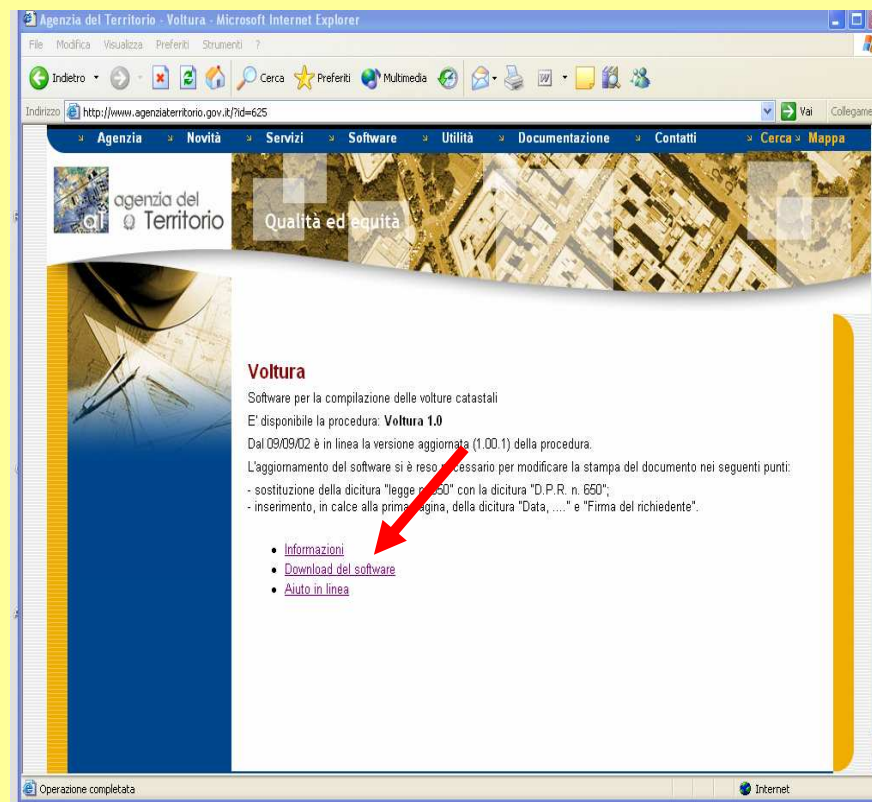 Agenzia del Territorio - Voltura - Microsoft Internet Explorer
File Modifica Visualizza Preferiti Strumenti ?
Indietro Cerca Preferiti Multimedia
Indirizzo http://www.agenziaterritorio.gov.it/?id=625 Vai Collegame
Agenzia Novità Servizi Software Utilità Documentazione Contatti Cerca Mappa
agenzia del
Territorio
Qualità ed equità
Voltura
Software per la compilazione delle volture catastali
E' disponibile la procedura: Voltura 1.0
Dal 09/09/02 è in linea la versione aggiornata (1.00.1) della procedura.
L'aggiornamento del software si è reso necessario per modificare la stampa del documento nei seguenti punti:
- sostituzione della dicitura "legge n. 650" con la dicitura "D.P.R. n. 650";
- inserimento, in calce alla prima pagina, della dicitura "Data, ...." e "Firma del richiedente".
• Informazioni
• Download del software
• Aiuto in linea
Operazione completata Internet